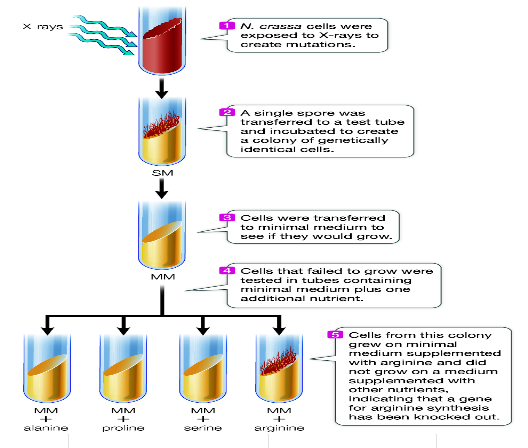 X-rays
1 N. crassa cells were
exposed to X-rays to
create mutations.
2 A single spore was
transferred to a test tube
and incubated to create
a colony of genetically
identical cells.
SM
3 Cells were transferred
to minimal medium to
see if they would grow.
MM
4 Cells that failed to grow were
tested in tubes containing
minimal medium plus one
additional nutrient.
5 Cells from this colony
grew on minimal
medium supplemented
with arginine and did
not grow on a medium
supplemented with
other nutrients,
indicating that a gene
for arginine synthesis
has been knocked out.
MM
+
alanine
MM
+
proline
MM
+
serine
MM
+
arginine